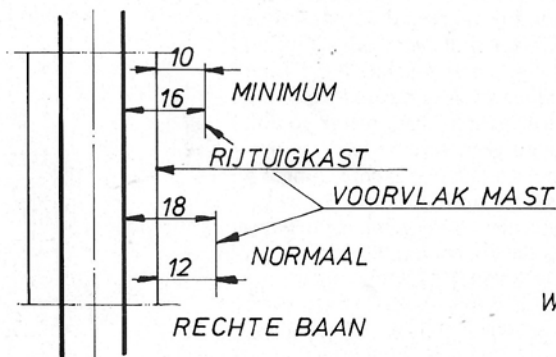 10
16
MINIMUM
RIJTUIGKAST
VOORVLAK MAST
18
NORMAAL
12
W
RECHTE BAAN